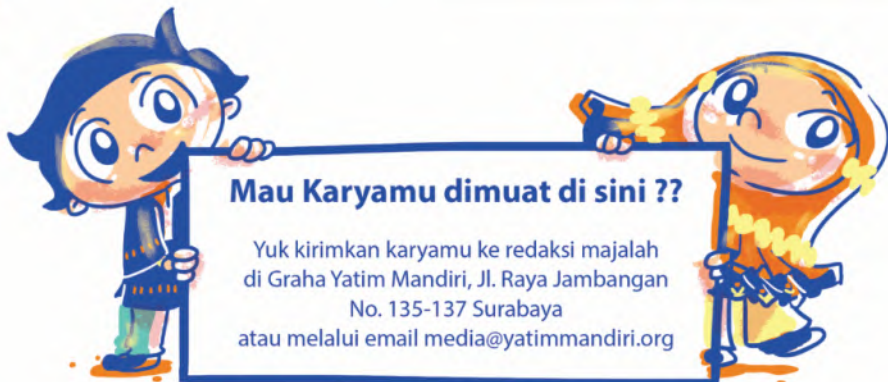 Mau Karyamu dimuat di sini ??
Yuk kirimkan karyamu ke redaksi majalah
di Graha Yatim Mandiri, Jl. Raya Jambangan
No. 135-137 Surabaya
atau melalui email media@yatimmandiri.org